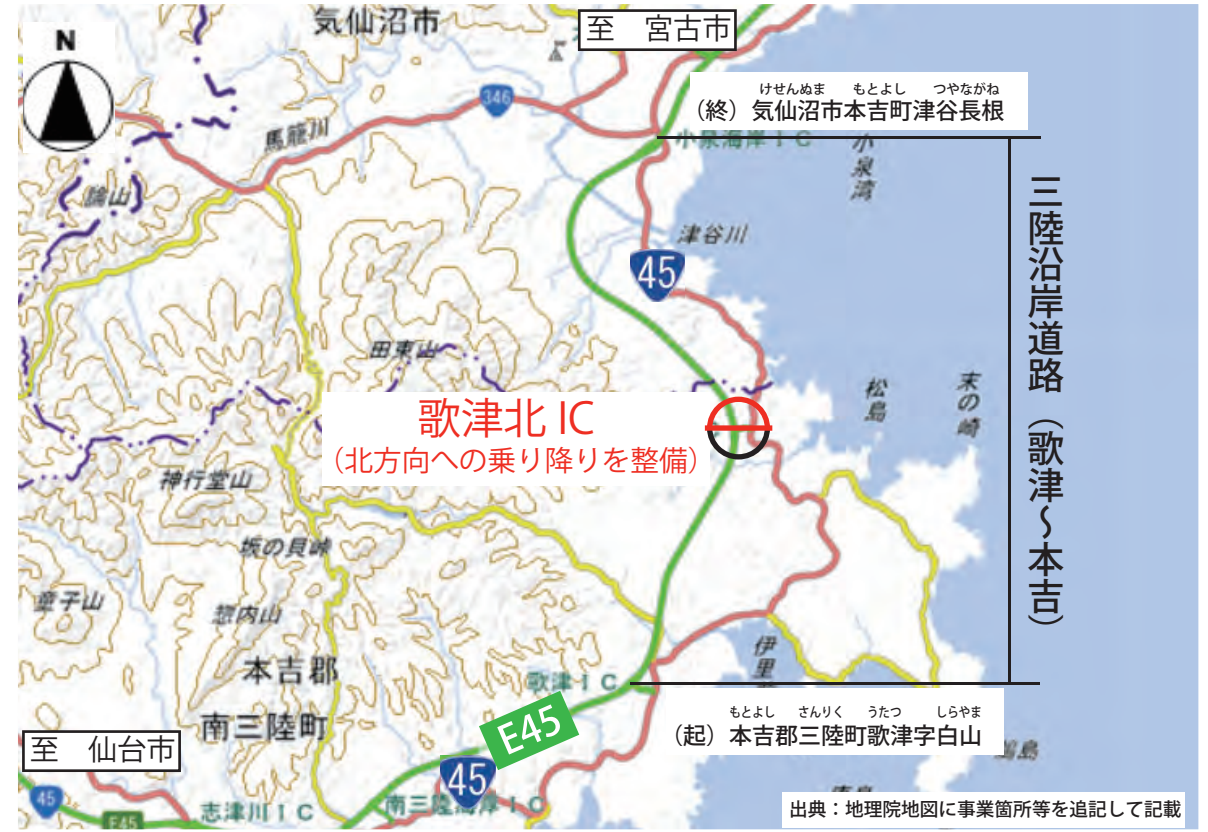 気仙沼市
至 宮古市
N
346
けせんぬま もとよし つやながね
(終) 気仙沼市本吉町津谷長根
馬籠川
小泉海岸IC
小泉湾
津谷川
45
三陸沿岸道路(歌津~本吉)
田束山
松島
末の崎
歌津北 IC
(北方向への乗り降りを整備)
神行堂山
坂の貝峠
童子山
惣内山
本吉郡
南三陸町
伊里
歌津IC
E45
もとよし さんりく うたつ しらやま
(起) 本吉郡三陸町歌津字白山
至 仙台市
45
45
E45
志津川IC
南三陸海岸IC
島
出典:地理院地図に事業箇所等を追記して記載